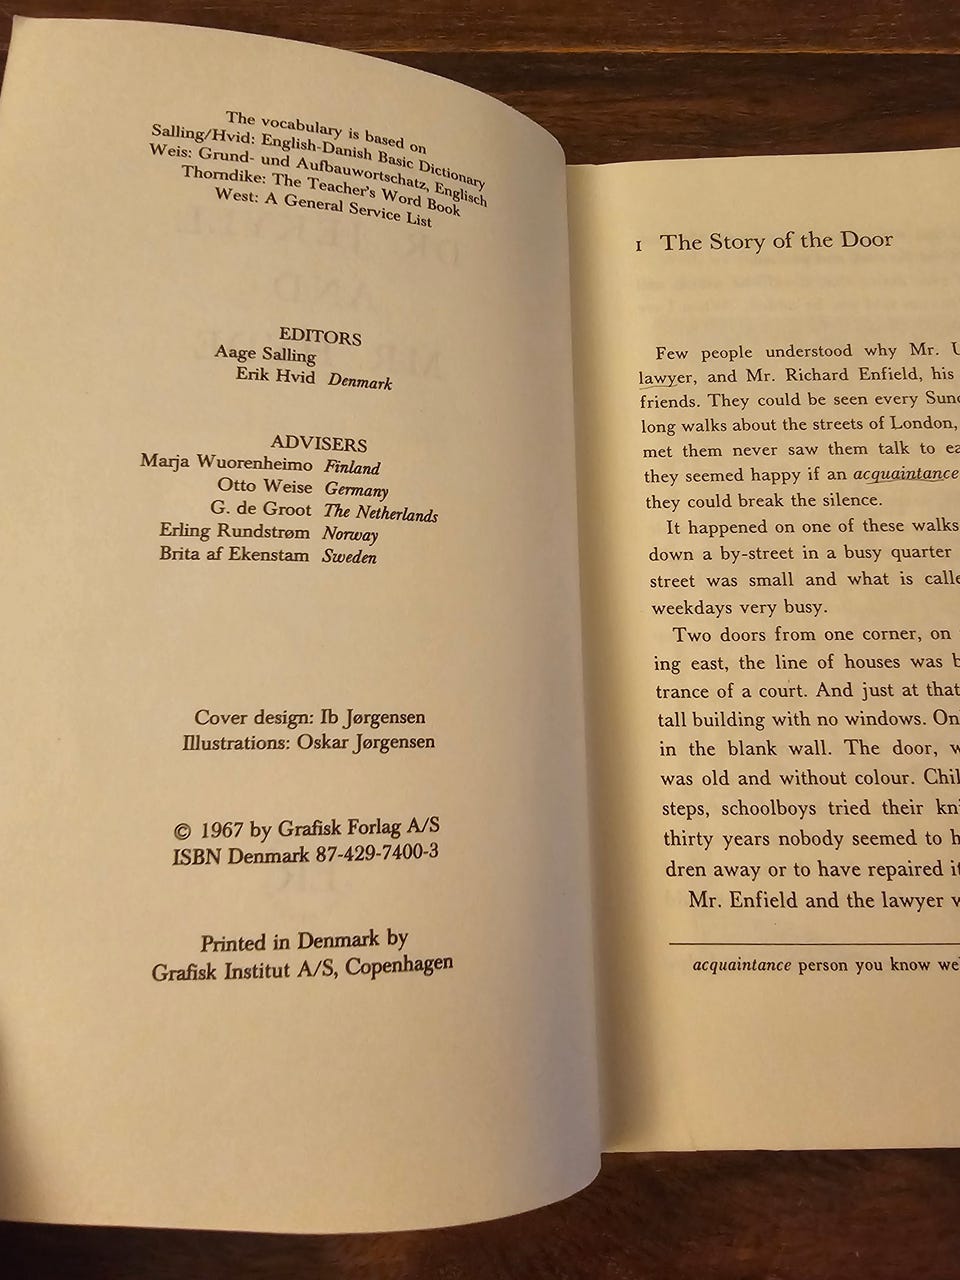 The vocabulary is based on
Salling/Hvid: English-Danish Basic Dictionary
Weis: Grund- und Aufbauwortschatz, Englisch
Thorndike: The Teacher's Word Book
West: A General Service List
EDITORS
Aage Salling
Erik Hvid Denmark
ADVISERS
Marja Wuorenheimo Finland
Otto Weise Germany
G. de Groot The Netherlands
Erling Rundstrøm Norway
Brita af Ekenstam Sweden
Cover design: Ib Jørgensen
Illustrations: Oskar Jørgensen
© 1967 by Grafisk Forlag A/S
ISBN Denmark 87-429-7400-3
Printed in Denmark by
Grafisk Institut A/S, Copenhagen
1 The Story of the Door
Few people understood why Mr.
lawyer, and Mr. Richard Enfield, his
friends. They could be seen every
long walks about the streets of London,
met them never saw them talk to
they seemed happy if an acquaintance
they could break the silence.
It happened on one of these walks
down a by-street in a busy quarter
street was small and what is
weekdays very busy.
Two doors from one corner, on
ing east, the line of houses was
trance of a court. And just at that
tall building with no windows.
in the blank wall. The door,
was old and without colour.
steps, schoolboys tried their
thirty years nobody seemed to
dren away or to have repaired
Mr. Enfield and the lawyer
acquaintance person you know